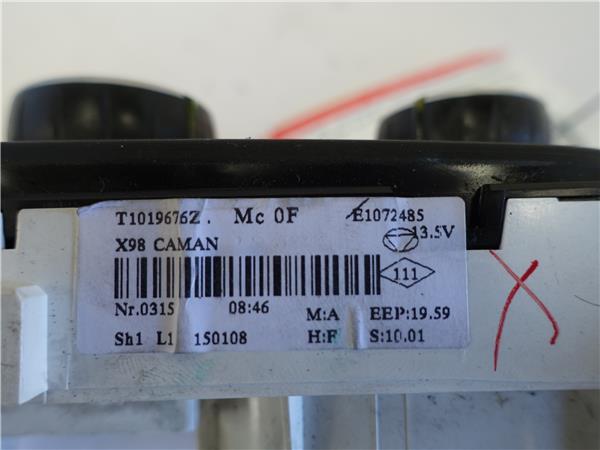 T1019676Z. Mc 0F E1072485
X98 CAMAN 13.5V
111
Nr.0315 08:46 M:A EEP:19.59
Sh1 L1 150108 H:F S:10.01